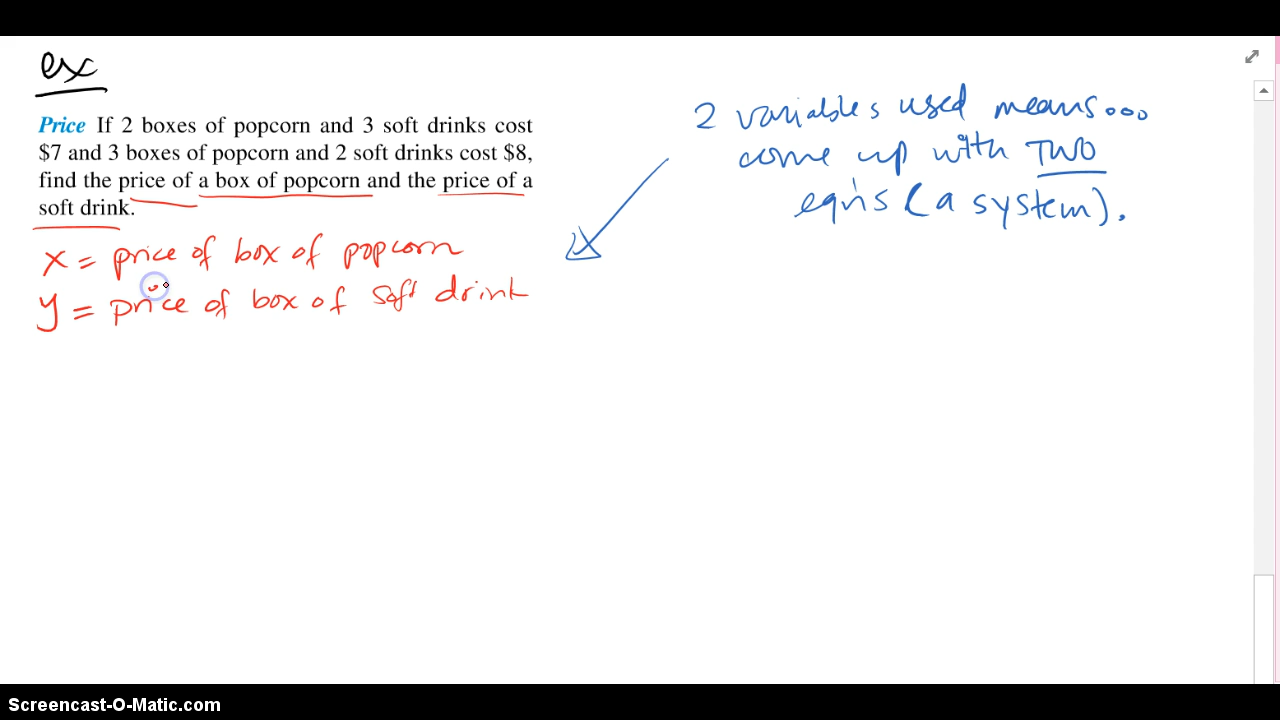 ex
Price If 2 boxes of popcorn and 3 soft drinks cost
$7 and 3 boxes of popcorn and 2 soft drinks cost $8,
find the price of a box of popcorn and the price of a
soft drink.
x = price of box of popcorn
y = price of box of soft drink
2 variables used means...
come up with TWO
eqn's (a system).
Screencast-O-Matic.com